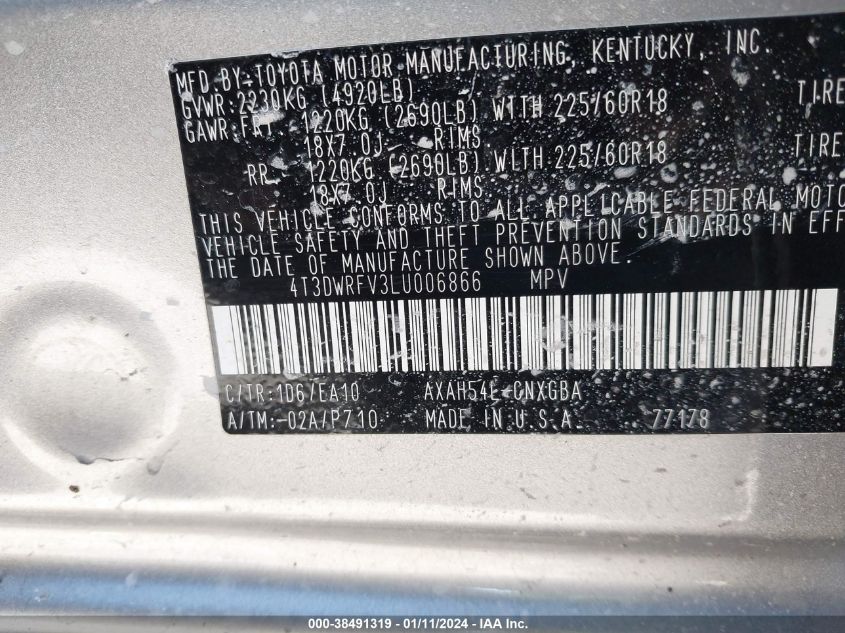 MFD.BY:TOYOTA MOTOR MANUFACTURING, KENTUCKY, INC.
GVWR:2230KG (4920LB)
GAWR:FRT 1220KG (2690LB) WITH 225/60R18 TIRE
18X7.0J RIMS
RR 1220KG (2690LB) WITH 225/60R18 TIRE
18X7.0J RIMS
THIS VEHICLE CONFORMS TO ALL APPLICABLE FEDERAL MOTO
VEHICLE SAFETY AND THEFT PREVENTION STANDARDS IN EFF
THE DATE OF MANUFACTURE SHOWN ABOVE.
4T3DWRFV3LU006866 MPV
C/TR:1D6/EA10 AXAH54L-CNXGBA
A/TM:-02A/P710 MADE IN U.S.A. 77178
000-38491319 / 01/11/2024 - IAA Inc.